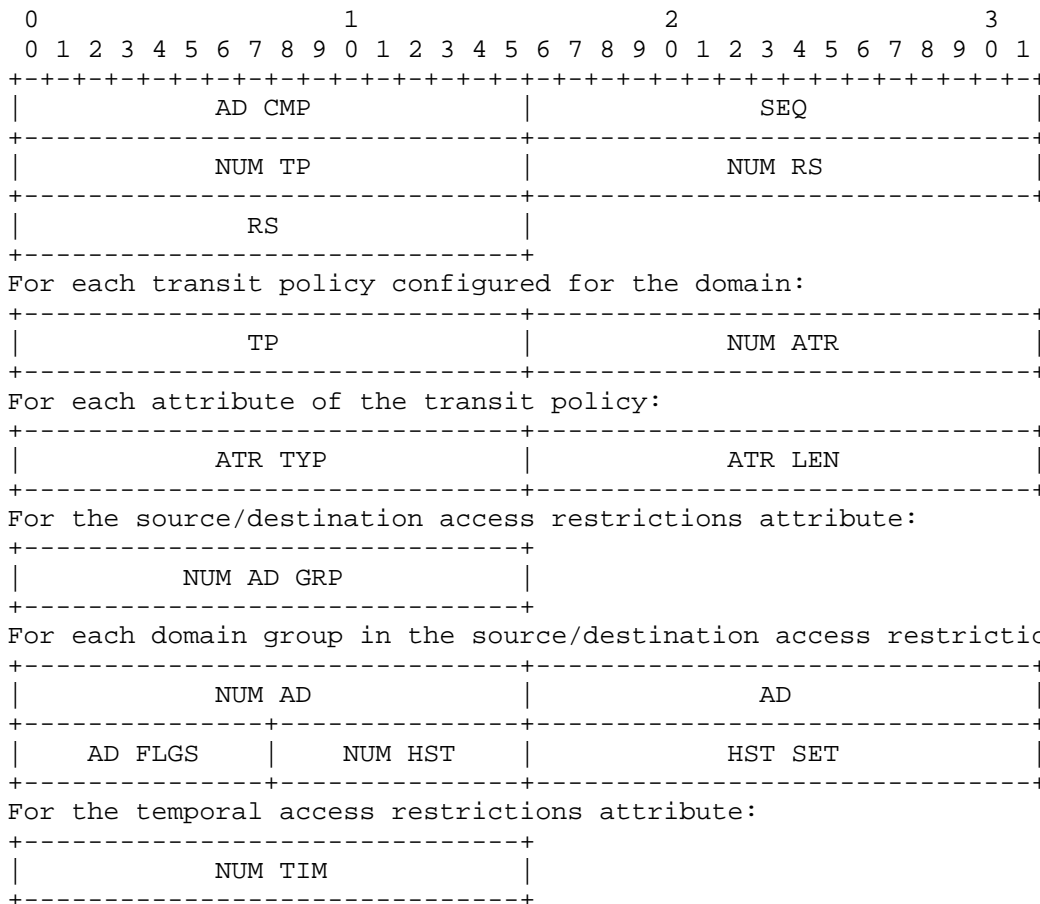 0                   1                   2                   3
0 1 2 3 4 5 6 7 8 9 0 1 2 3 4 5 6 7 8 9 0 1 2 3 4 5 6 7 8 9 0 1
AD CMP SEQ
NUM TP NUM RS
RS
For each transit policy configured for the domain:
TP NUM ATR
For each attribute of the transit policy:
ATR TYP ATR LEN
For the source/destination access restrictions attribute:
NUM AD GRP
For each domain group in the source/destination access restrictio
NUM AD AD
AD FLGS NUM HST HST SET
For the temporal access restrictions attribute:
NUM TIM